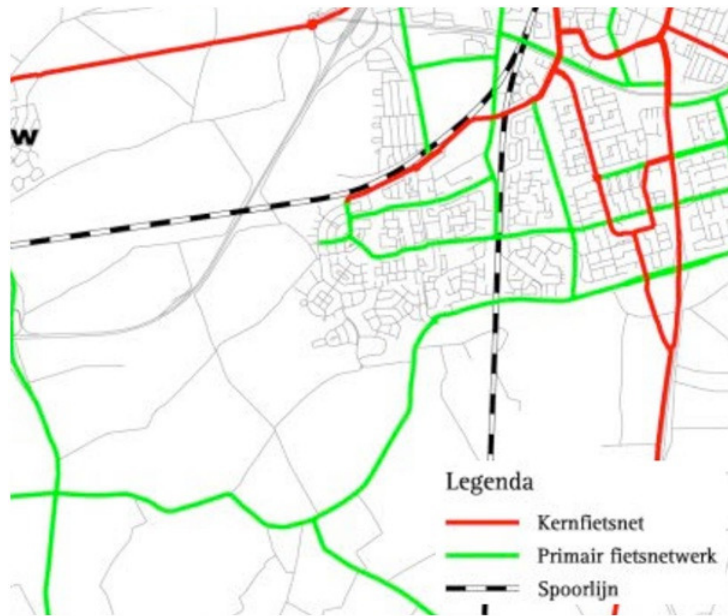 w
Legenda
Kernfietsnet
Primair fietsnetwerk
Spoorlijn